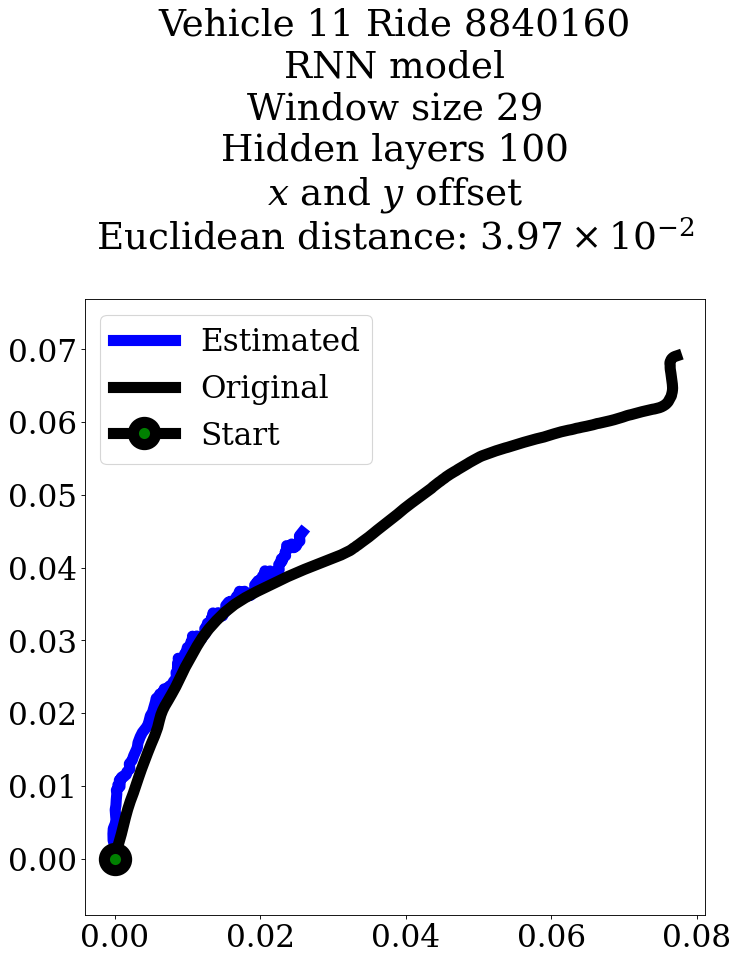 Vehicle 11 Ride 8840160
RNN model
Window size 29
Hidden layers 100
x and y offset
Euclidean distance: 3.97 × 10⁻²
Estimated
Original
Start
0.07
0.06
0.05
0.04
0.03
0.02
0.01
0.00
0.00 0.02 0.04 0.06 0.08